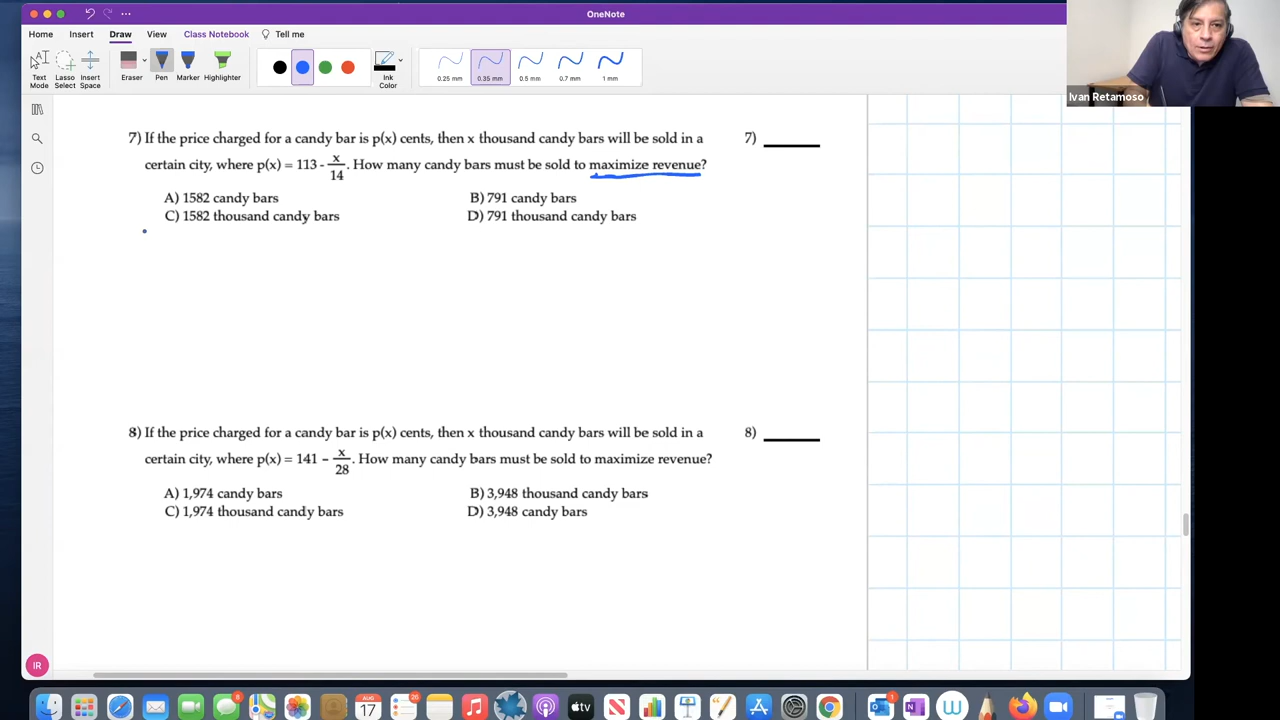 OneNote
Home Insert Draw View Class Notebook Tell me
Text Mode Lasso Select Insert Space Eraser Pen Marker Highlighter Ink Color 0.25 mm 0.35 mm 0.5 mm 0.7 mm 1 mm
Ivan Retamoso
7) If the price charged for a candy bar is p(x) cents, then x thousand candy bars will be sold in a 7)
certain city, where p(x) = 113 - x/14. How many candy bars must be sold to maximize revenue?
A) 1582 candy bars B) 791 candy bars
C) 1582 thousand candy bars D) 791 thousand candy bars
8) If the price charged for a candy bar is p(x) cents, then x thousand candy bars will be sold in a 8)
certain city, where p(x) = 141 - x/28. How many candy bars must be sold to maximize revenue?
A) 1,974 candy bars B) 3,948 thousand candy bars
C) 1,974 thousand candy bars D) 3,948 candy bars
IR
8 AUG 17 26 tv 1